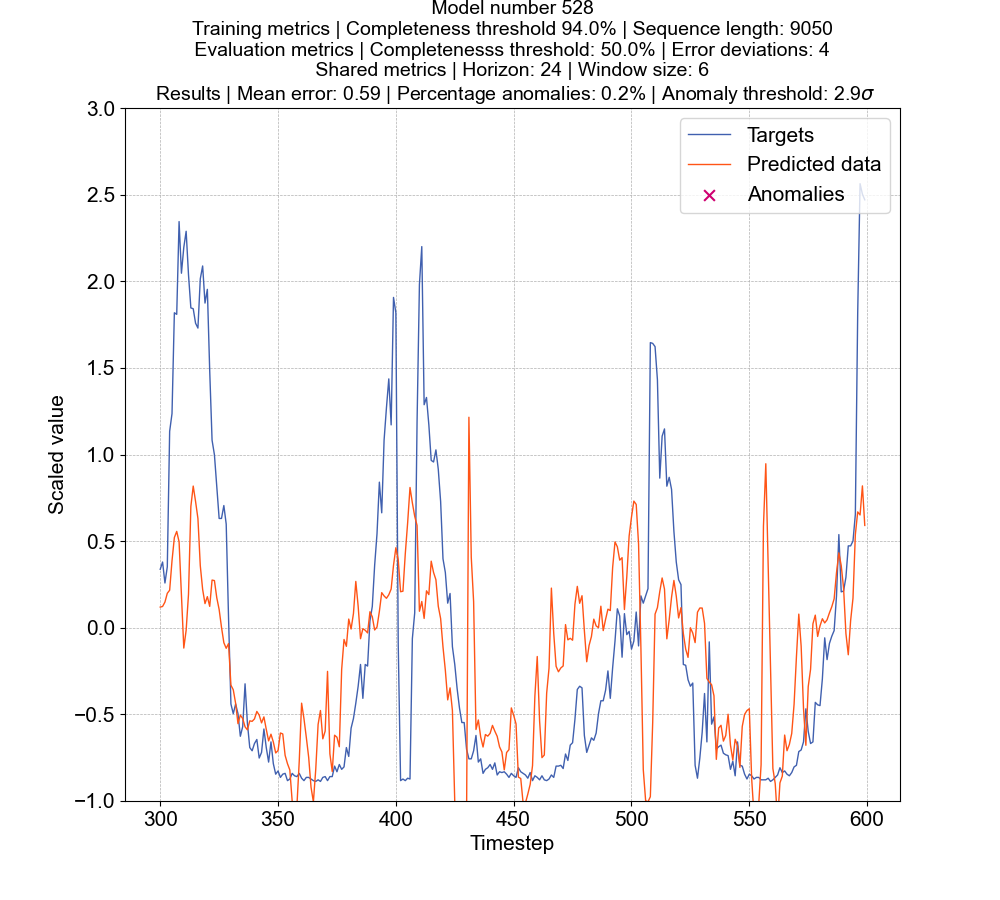 Model number 528
Training metrics | Completeness threshold 94.0% | Sequence length: 9050
Evaluation metrics | Completenesss threshold: 50.0% | Error deviations: 4
Shared metrics | Horizon: 24 | Window size: 6
Results | Mean error: 0.59 | Percentage anomalies: 0.2% | Anomaly threshold: 2.9σ
Targets
Predicted data
Anomalies
3.0
2.5
2.0
1.5
1.0
0.5
0.0
−0.5
−1.0
Scaled value
300
350
400
450
500
550
600
Timestep